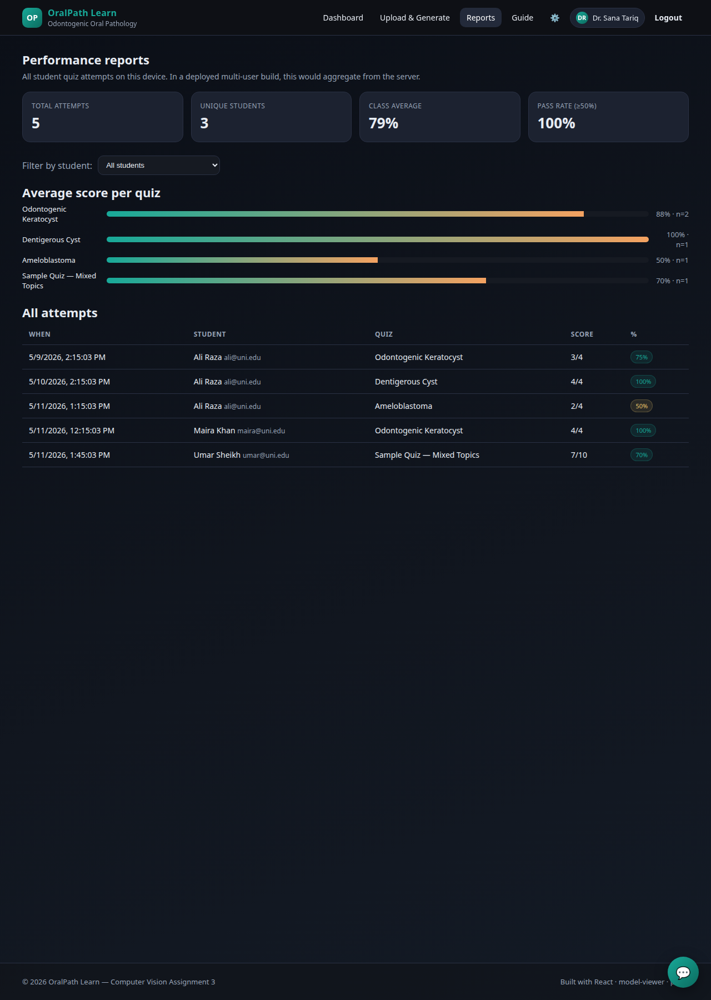 OP
OralPath Learn
Odontogenic Oral Pathology
Dashboard
Upload & Generate
Reports
Guide
DR
Dr. Sana Tariq
Logout
Performance reports
All student quiz attempts on this device. In a deployed multi-user build, this would aggregate from the server.
TOTAL ATTEMPTS
5
UNIQUE STUDENTS
3
CLASS AVERAGE
79%
PASS RATE (≥50%)
100%
Filter by student:
All students
Average score per quiz
Odontogenic
Keratocyst
88% · n=2
Dentigerous Cyst
100% ·
n=1
Ameloblastoma
50% · n=1
Sample Quiz — Mixed
Topics
70% · n=1
All attempts
WHEN STUDENT QUIZ SCORE %
5/9/2026, 2:15:03 PM Ali Raza ali@uni.edu Odontogenic Keratocyst 3/4 75%
5/10/2026, 2:15:03 PM Ali Raza ali@uni.edu Dentigerous Cyst 4/4 100%
5/11/2026, 1:15:03 PM Ali Raza ali@uni.edu Ameloblastoma 2/4 50%
5/11/2026, 12:15:03 PM Maira Khan maira@uni.edu Odontogenic Keratocyst 4/4 100%
5/11/2026, 1:45:03 PM Umar Sheikh umar@uni.edu Sample Quiz — Mixed Topics 7/10 70%
© 2026 OralPath Learn — Computer Vision Assignment 3
Built with React · model-viewer ·